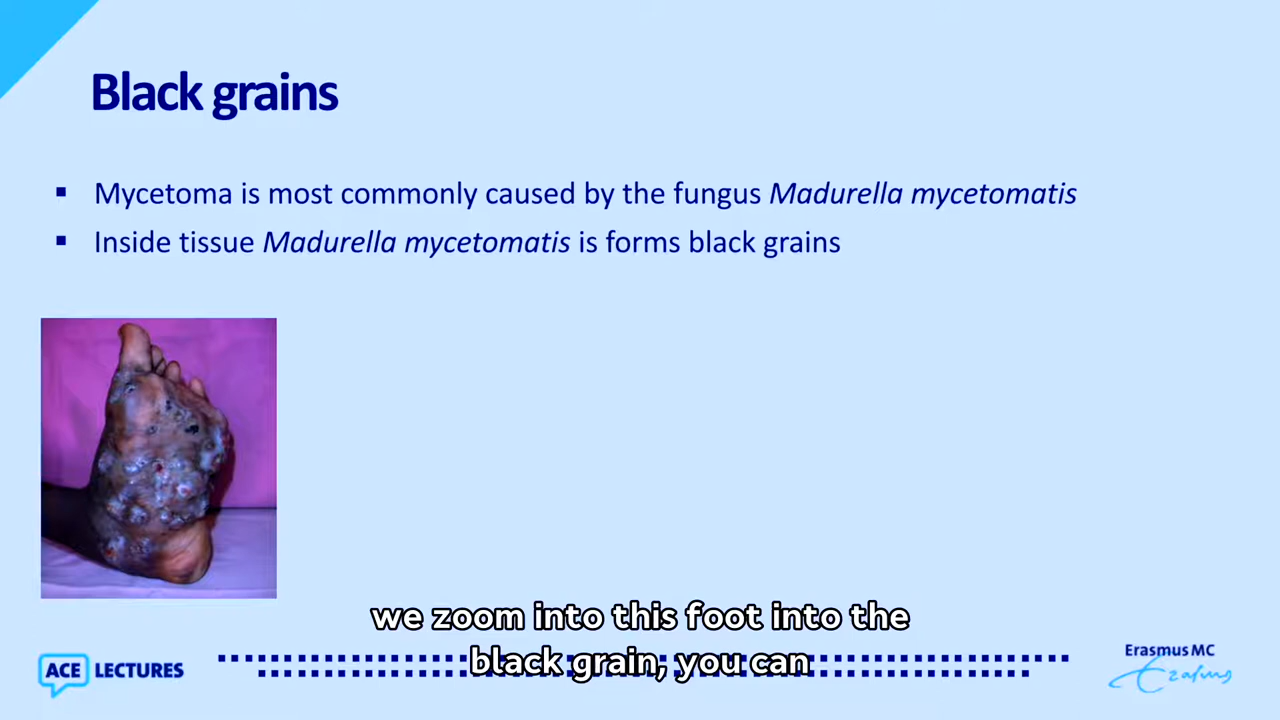 Black grains
Mycetoma is most commonly caused by the fungus Madurella mycetomatis
Inside tissue Madurella mycetomatis is forms black grains
we zoom into this foot into the
black grain, you can
ACE LECTURES
Erasmus MC
Erasmus